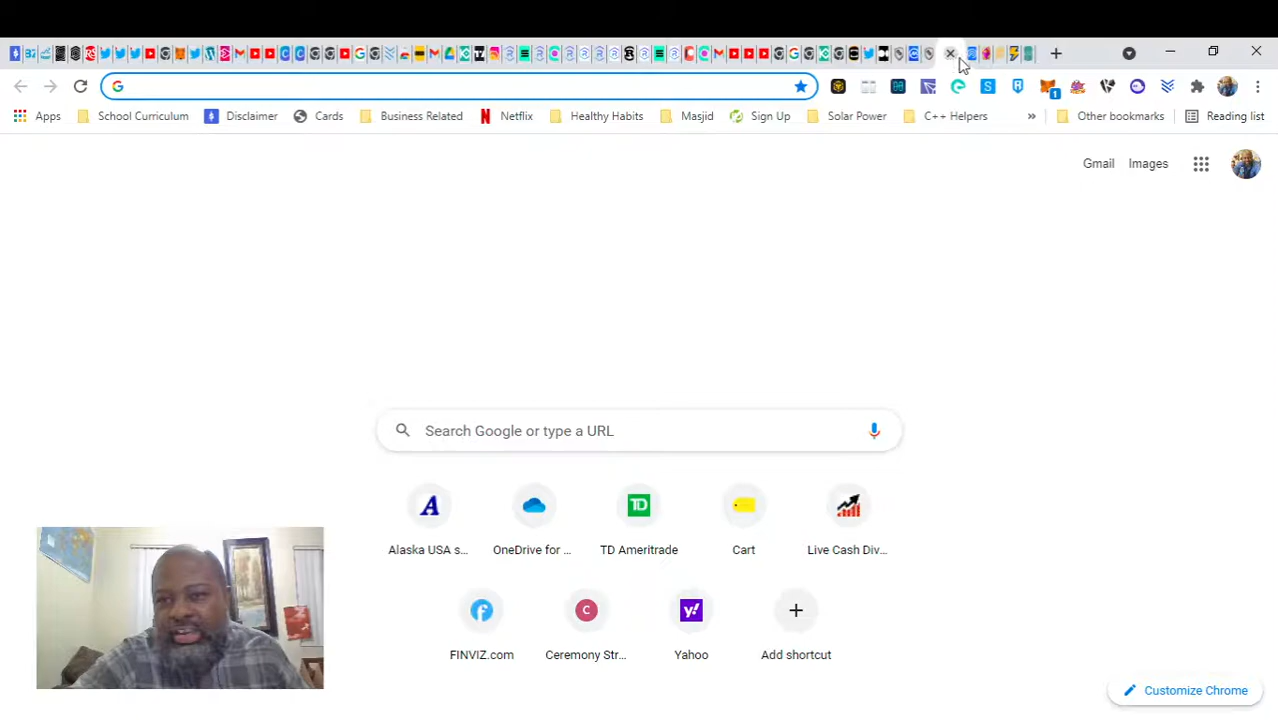 Apps School Curriculum Disclaimer Cards Business Related Netflix Healthy Habits Masjid Sign Up Solar Power C++ Helpers » Other bookmarks Reading list
Gmail Images
Search Google or type a URL
Alaska USA s... OneDrive for ... TD Ameritrade Cart Live Cash Div...
FINVIZ.com Ceremony Str... Yahoo Add shortcut
Customize Chrome